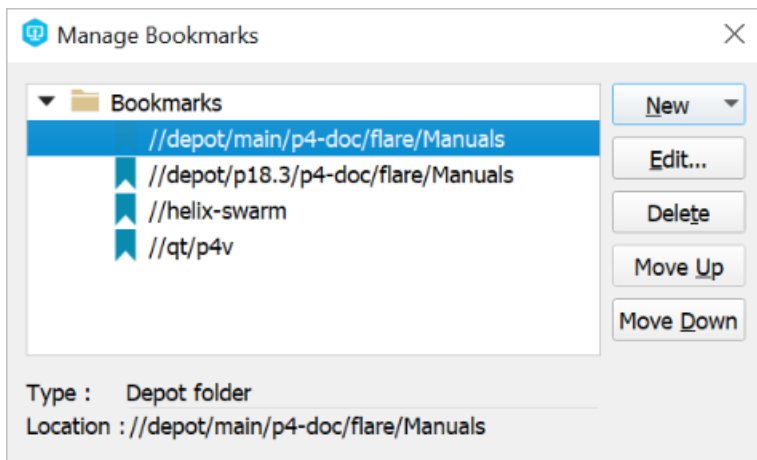 Manage Bookmarks
Bookmarks
//depot/main/p4-doc/flare/Manuals
//depot/p18.3/p4-doc/flare/Manuals
//helix-swarm
//qt/p4v
New
Edit...
Delete
Move Up
Move Down
Type : Depot folder
Location ://depot/main/p4-doc/flare/Manuals